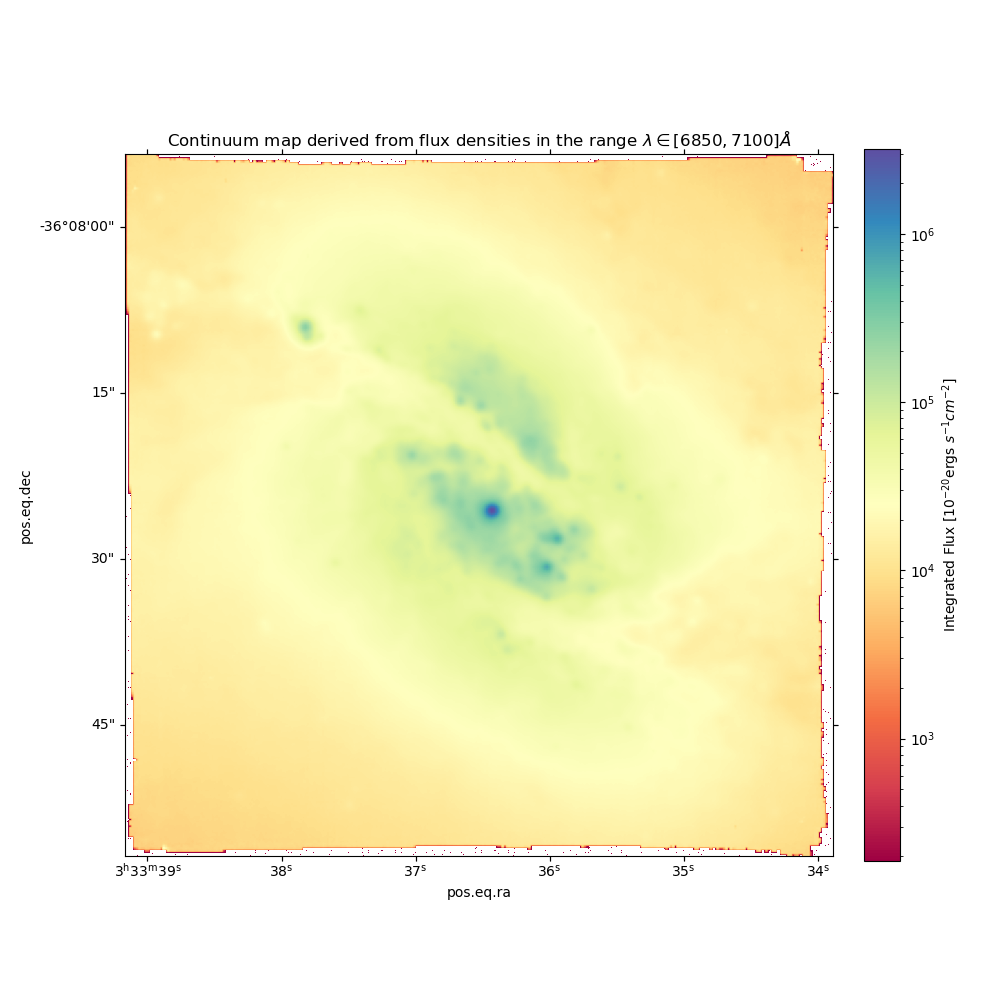 Continuum map derived from flux densities in the range λ ∈ [6850, 7100]Å
-36°08'00"
15"
30"
45"
pos.eq.dec
3ʰ33ᵐ39ˢ
38ˢ
37ˢ
36ˢ
35ˢ
34ˢ
pos.eq.ra
10⁶
10⁵
10⁴
10³
Integrated Flux [10⁻²⁰ergs s⁻¹cm⁻²]